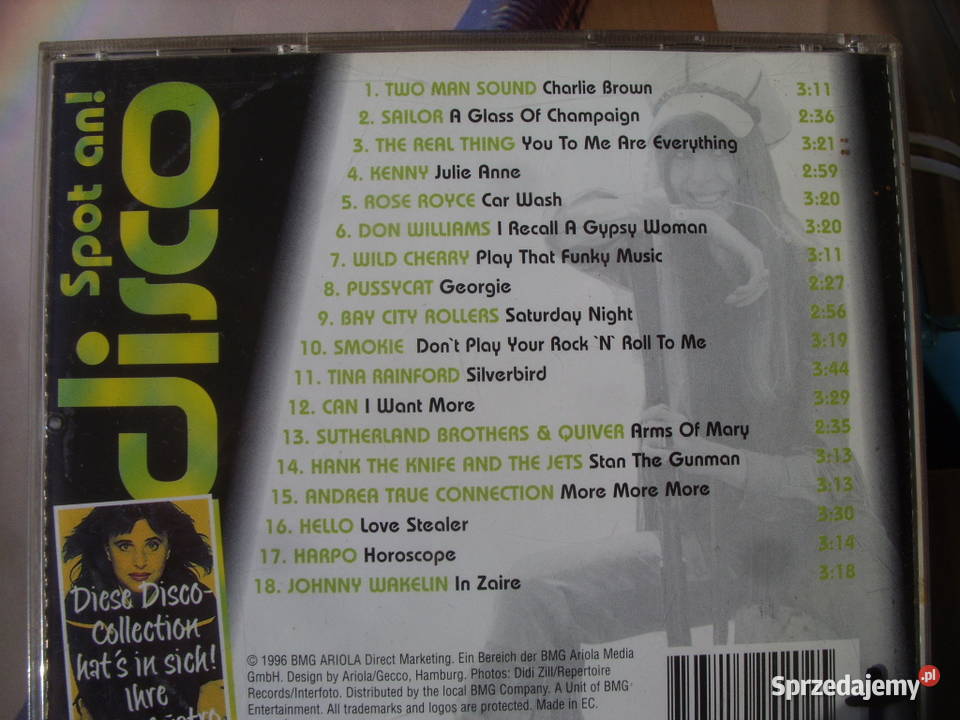 Spot an!
disco
1. TWO MAN SOUND Charlie Brown 3:11
2. SAILOR A Glass Of Champaign 2:36
3. THE REAL THING You To Me Are Everything 3:21
4. KENNY Julie Anne 2:59
5. ROSE ROYCE Car Wash 3:20
6. DON WILLIAMS I Recall A Gypsy Woman 3:20
7. WILD CHERRY Play That Funky Music 3:11
8. PUSSYCAT Georgie 2:27
9. BAY CITY ROLLERS Saturday Night 2:56
10. SMOKIE Don`t Play Your Rock `N` Roll To Me 3:19
11. TINA RAINFORD Silverbird 3:44
12. CAN I Want More 3:29
13. SUTHERLAND BROTHERS & QUIVER Arms Of Mary 2:35
14. HANK THE KNIFE AND THE JETS Stan The Gunman 3:13
15. ANDREA TRUE CONNECTION More More More 3:13
16. HELLO Love Stealer 3:30
17. HARPO Horoscope 3:14
18. JOHNNY WAKELIN In Zaire 3:18
Diese Disco-
Collection
hat's in sich!
Ihre
© 1996 BMG ARIOLA Direct Marketing. Ein Bereich der BMG Ariola Media
GmbH. Design by Ariola/Gecco, Hamburg. Photos: Didi Zill/Repertoire
Records/Interfoto. Distributed by the local BMG Company. A Unit of BMG
Entertainment. All trademarks and logos are protected. Made in EC.
Sprzedajemy.pl